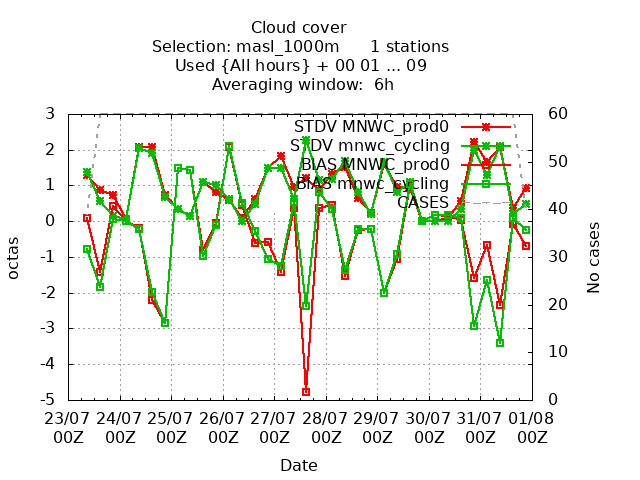 Cloud cover
Selection: masl_1000m 1 stations
Used {All hours} + 00 01 ... 09
Averaging window: 6h
STDV MNWC_prod0
STDV mnwc_cycling
BIAS MNWC_prod0
BIAS mnwc_cycling
CASES
3
2
1
0
-1
-2
-3
-4
-5
octas
60
50
40
30
20
10
0
No cases
23/07 24/07 25/07 26/07 27/07 28/07 29/07 30/07 31/07 01/08
00Z 00Z 00Z 00Z 00Z 00Z 00Z 00Z 00Z 00Z
Date